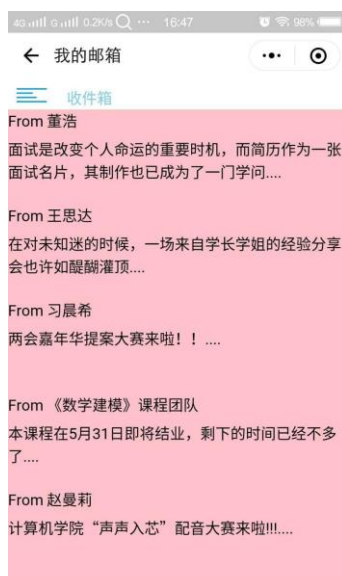 4G G 0.2K/s ··· 16:47 98%
我的邮箱
收件箱
From 董浩
面试是改变个人命运的重要时机，而简历作为一张
面试名片，其制作也已成为了一门学问....
From 王思达
在对未知迷的时候，一场来自学长学姐的经验分享
会也许如醍醐灌顶....
From 习晨希
两会嘉年华提案大赛来啦！！....
From 《数学建模》课程团队
本课程在5月31日即将结业，剩下的时间已经不多
了....
From 赵曼莉
计算机学院“声声入芯”配音大赛来啦!!!....